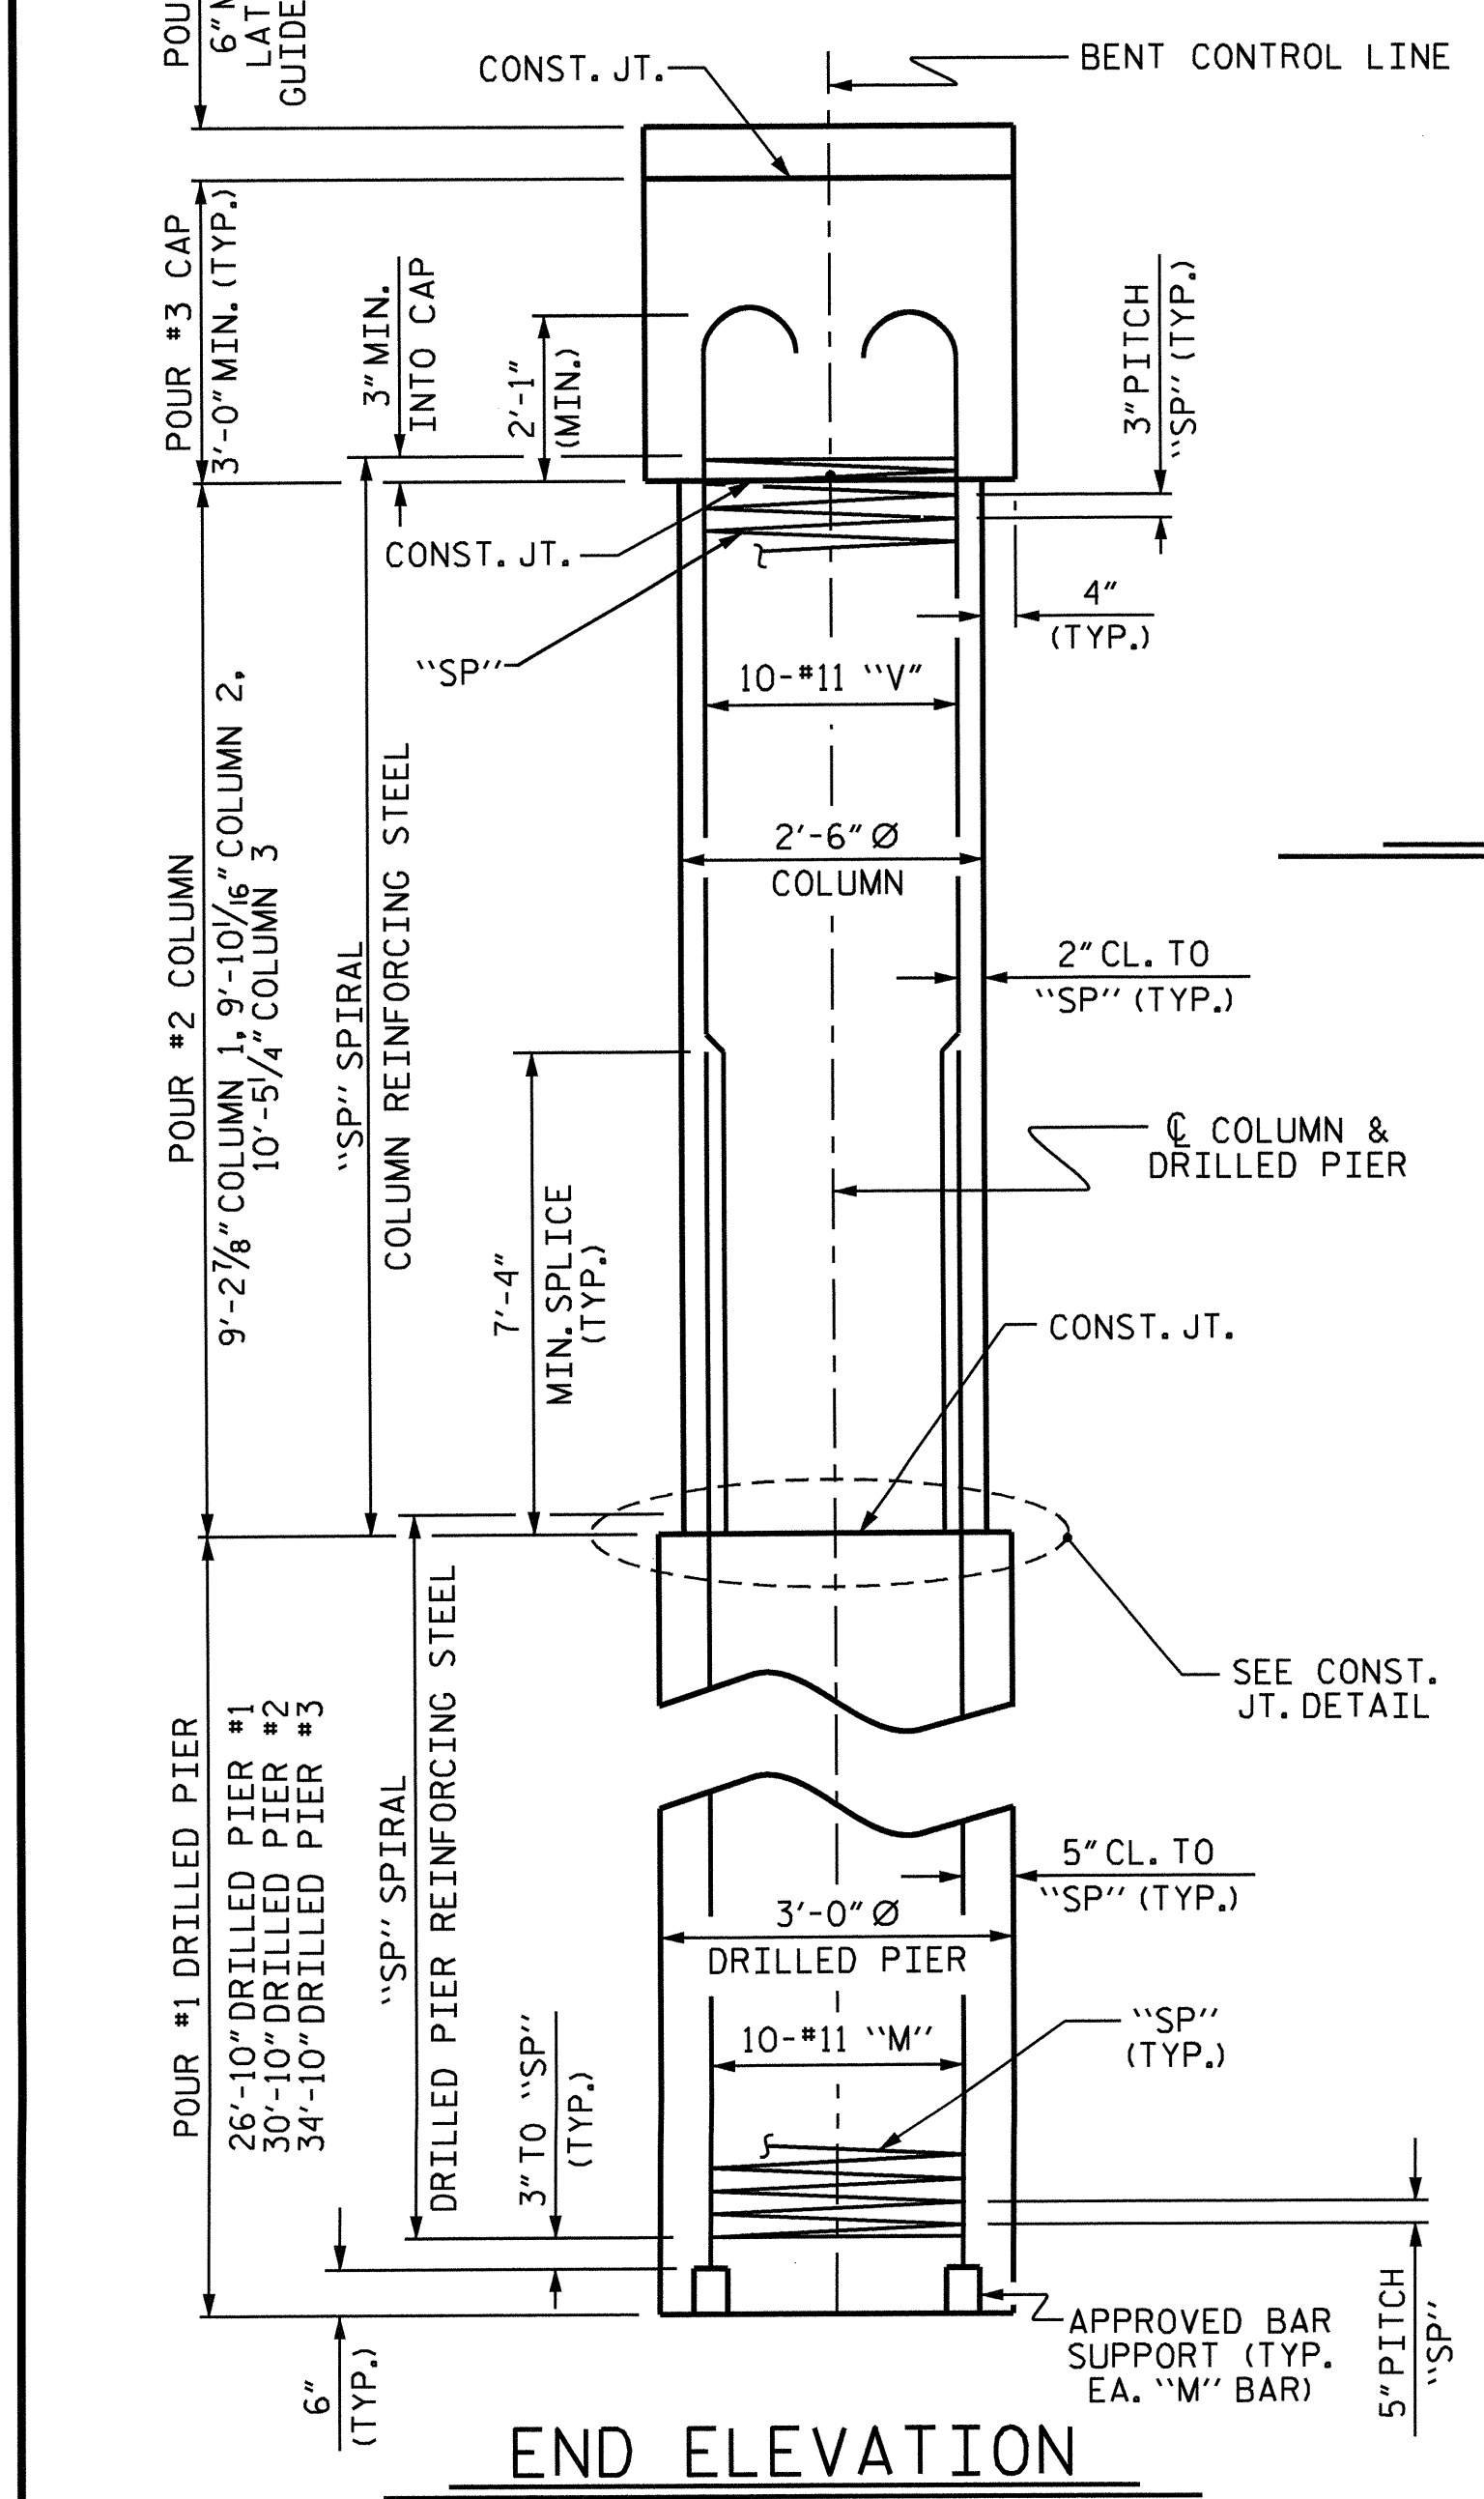 POU
6" M
LAT
GUIDE
CONST. JT.
BENT CONTROL LINE
POUR #3 CAP
3'-0" MIN. (TYP.)
3" MIN.
INTO CAP
2'-1"
(MIN.)
3" PITCH
"SP" (TYP.)
CONST. JT.
"SP"
4"
(TYP.)
10-#11 "V"
2'-6" Ø
COLUMN
POUR #2 COLUMN
9'-2⅞" COLUMN 1, 9'-10 1/16" COLUMN 2,
10'-5¼" COLUMN 3
"SP" SPIRAL
COLUMN REINFORCING STEEL
2" CL. TO
"SP" (TYP.)
℄ COLUMN &
DRILLED PIER
7'-4"
MIN. SPLICE
(TYP.)
CONST. JT.
SEE CONST.
JT. DETAIL
POUR #1 DRILLED PIER
26'-10" DRILLED PIER #1
30'-10" DRILLED PIER #2
34'-10" DRILLED PIER #3
"SP" SPIRAL
DRILLED PIER REINFORCING STEEL
5" CL. TO
"SP" (TYP.)
3'-0" Ø
DRILLED PIER
10-#11 "M"
"SP"
(TYP.)
3" TO "SP"
(TYP.)
6"
(TYP.)
APPROVED BAR
SUPPORT (TYP.
EA. "M" BAR)
5" PITCH
"SP"
END ELEVATION